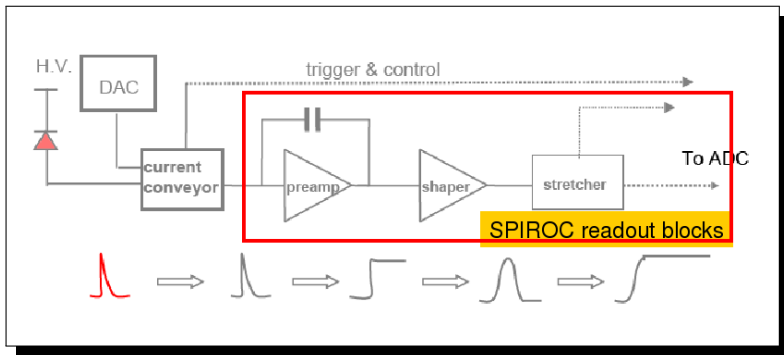 H.V.
DAC
trigger & control
current
conveyor
preamp
shaper
stretcher
To ADC
SPIROC readout blocks